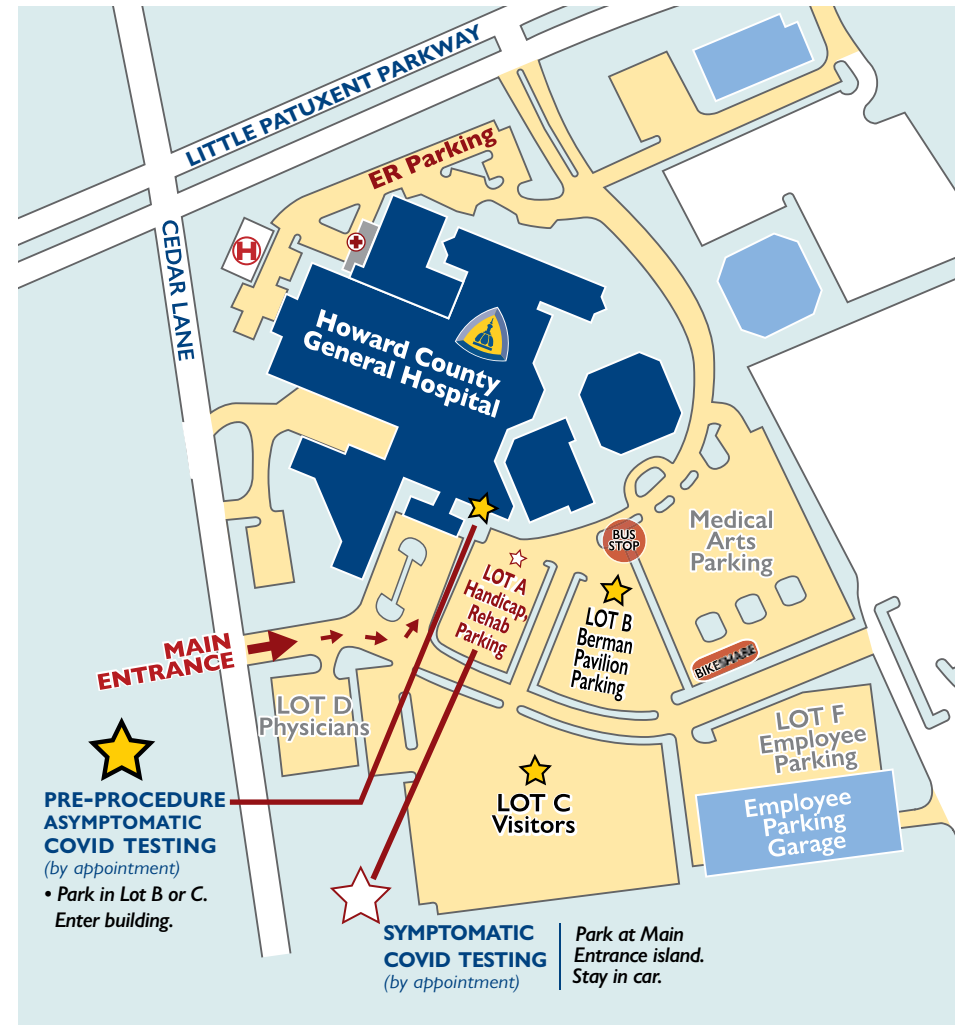 LITTLE PATUXENT PARKWAY
ER Parking
H
CEDAR LANE
Howard County
General Hospital
Medical
Arts
Parking
BUS
STOP
LOT A
Handicap,
Rehab
Parking
LOT B
Berman
Pavilion
Parking
BIKESHARE
MAIN
ENTRANCE
LOT D
Physicians
LOT F
Employee
Parking
LOT C
Visitors
Employee
Parking
Garage
PRE-PROCEDURE
ASYMPTOMATIC
COVID TESTING
(by appointment)
• Park in Lot B or C.
Enter building.
SYMPTOMATIC
COVID TESTING
(by appointment)
Park at Main
Entrance island.
Stay in car.